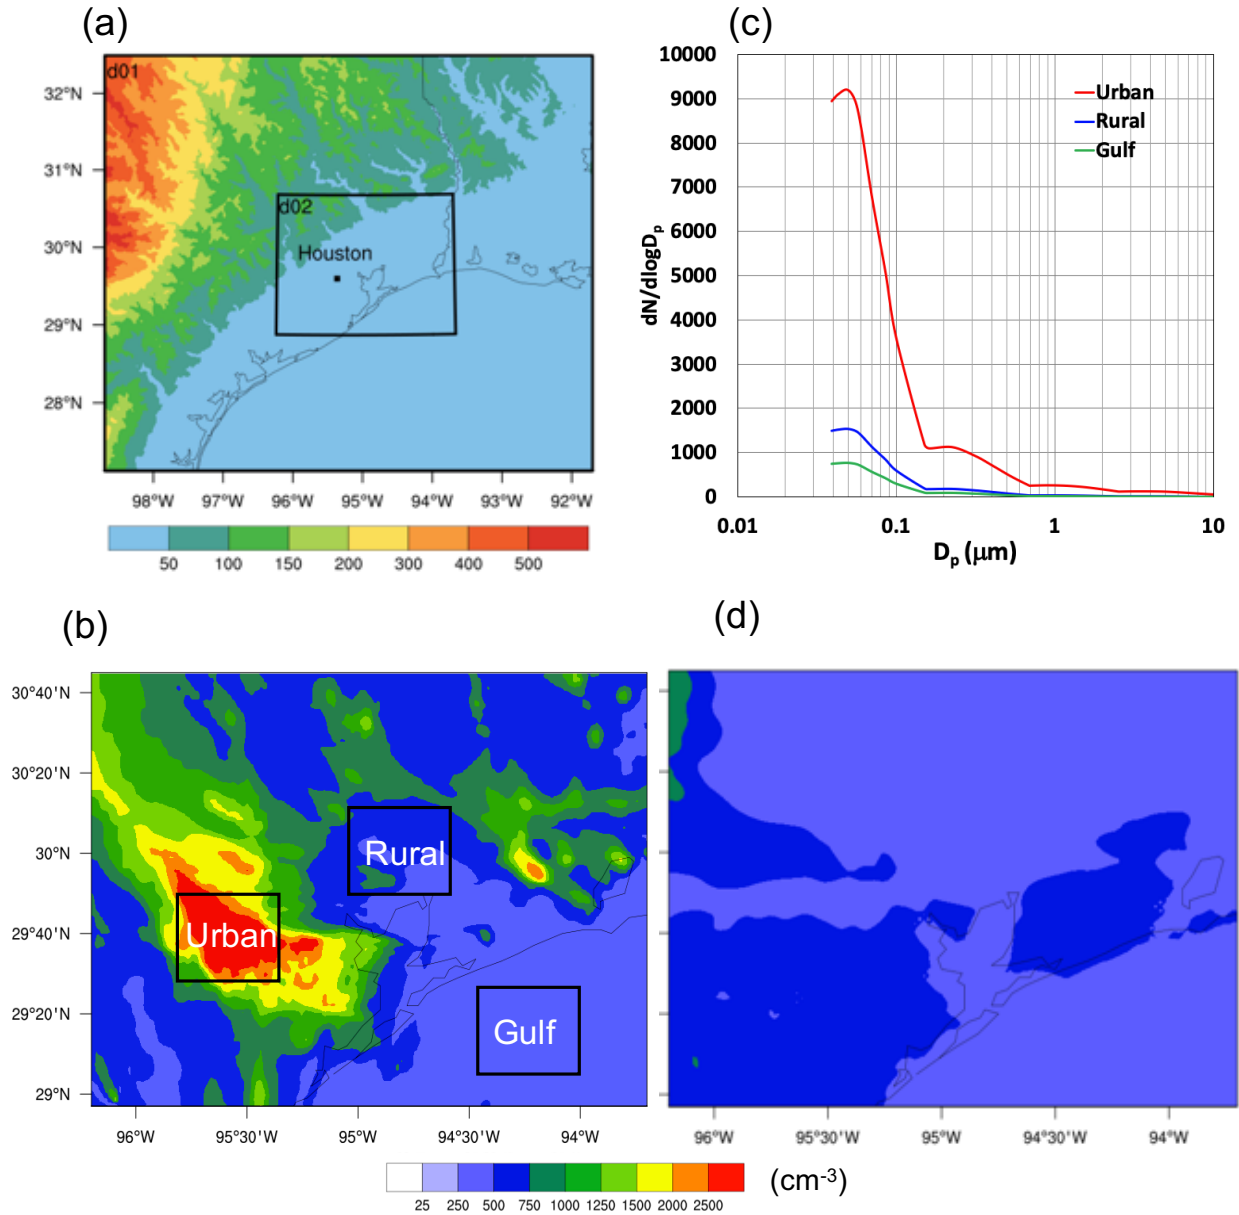 (a)
d01
d02
Houston
32°N
31°N
30°N
29°N
28°N
98°W 97°W 96°W 95°W 94°W 93°W 92°W
50 100 150 200 300 400 500
(c)
10000
9000
8000
7000
6000
5000
4000
3000
2000
1000
0
dN/dlogDp
Urban
Rural
Gulf
0.01 0.1 1 10
Dp (μm)
(b)
30°40'N
30°20'N
30°N
29°40'N
29°20'N
29°N
Rural
Urban
Gulf
96°W 95°30'W 95°W 94°30'W 94°W
(d)
96°W 95°30'W 95°W 94°30'W 94°W
25 250 500 750 1000 1250 1500 2000 2500
(cm-3)